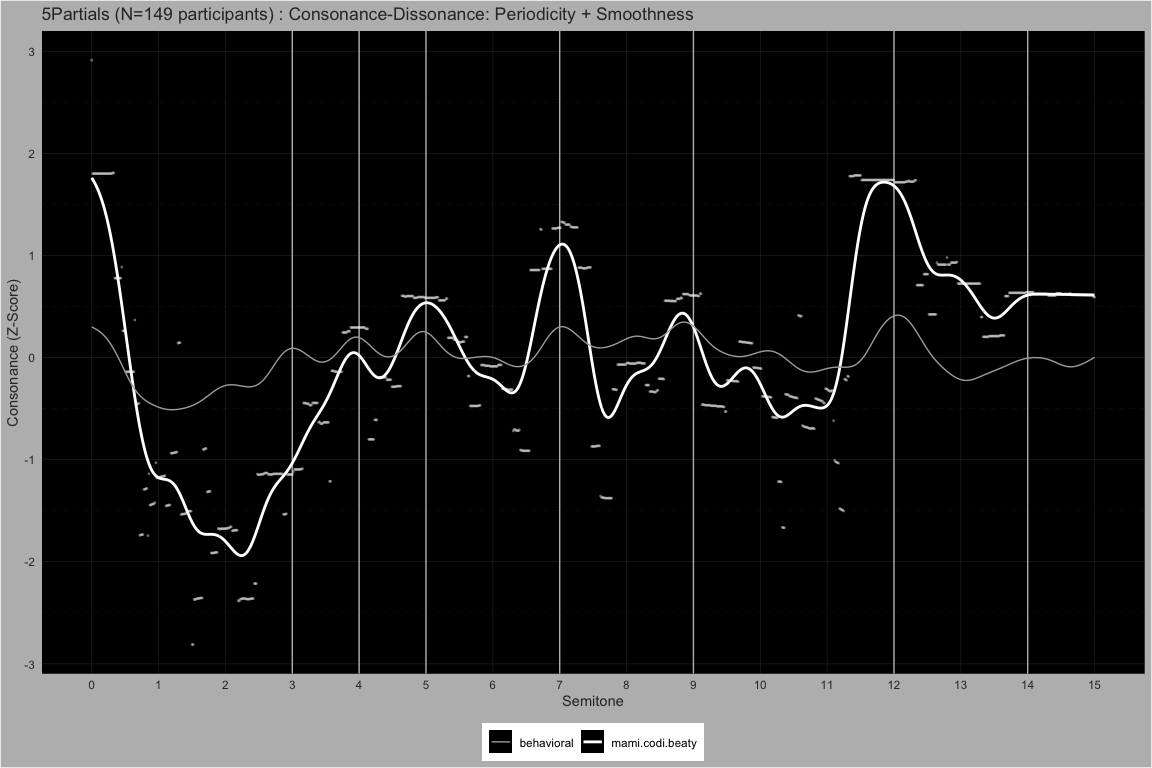 5Partials (N=149 participants) : Consonance-Dissonance: Periodicity + Smoothness
3
2
1
0
-1
-2
-3
Consonance (Z-Score)
0 1 2 3 4 5 6 7 8 9 10 11 12 13 14 15
Semitone
behavioral mami.codi.beaty